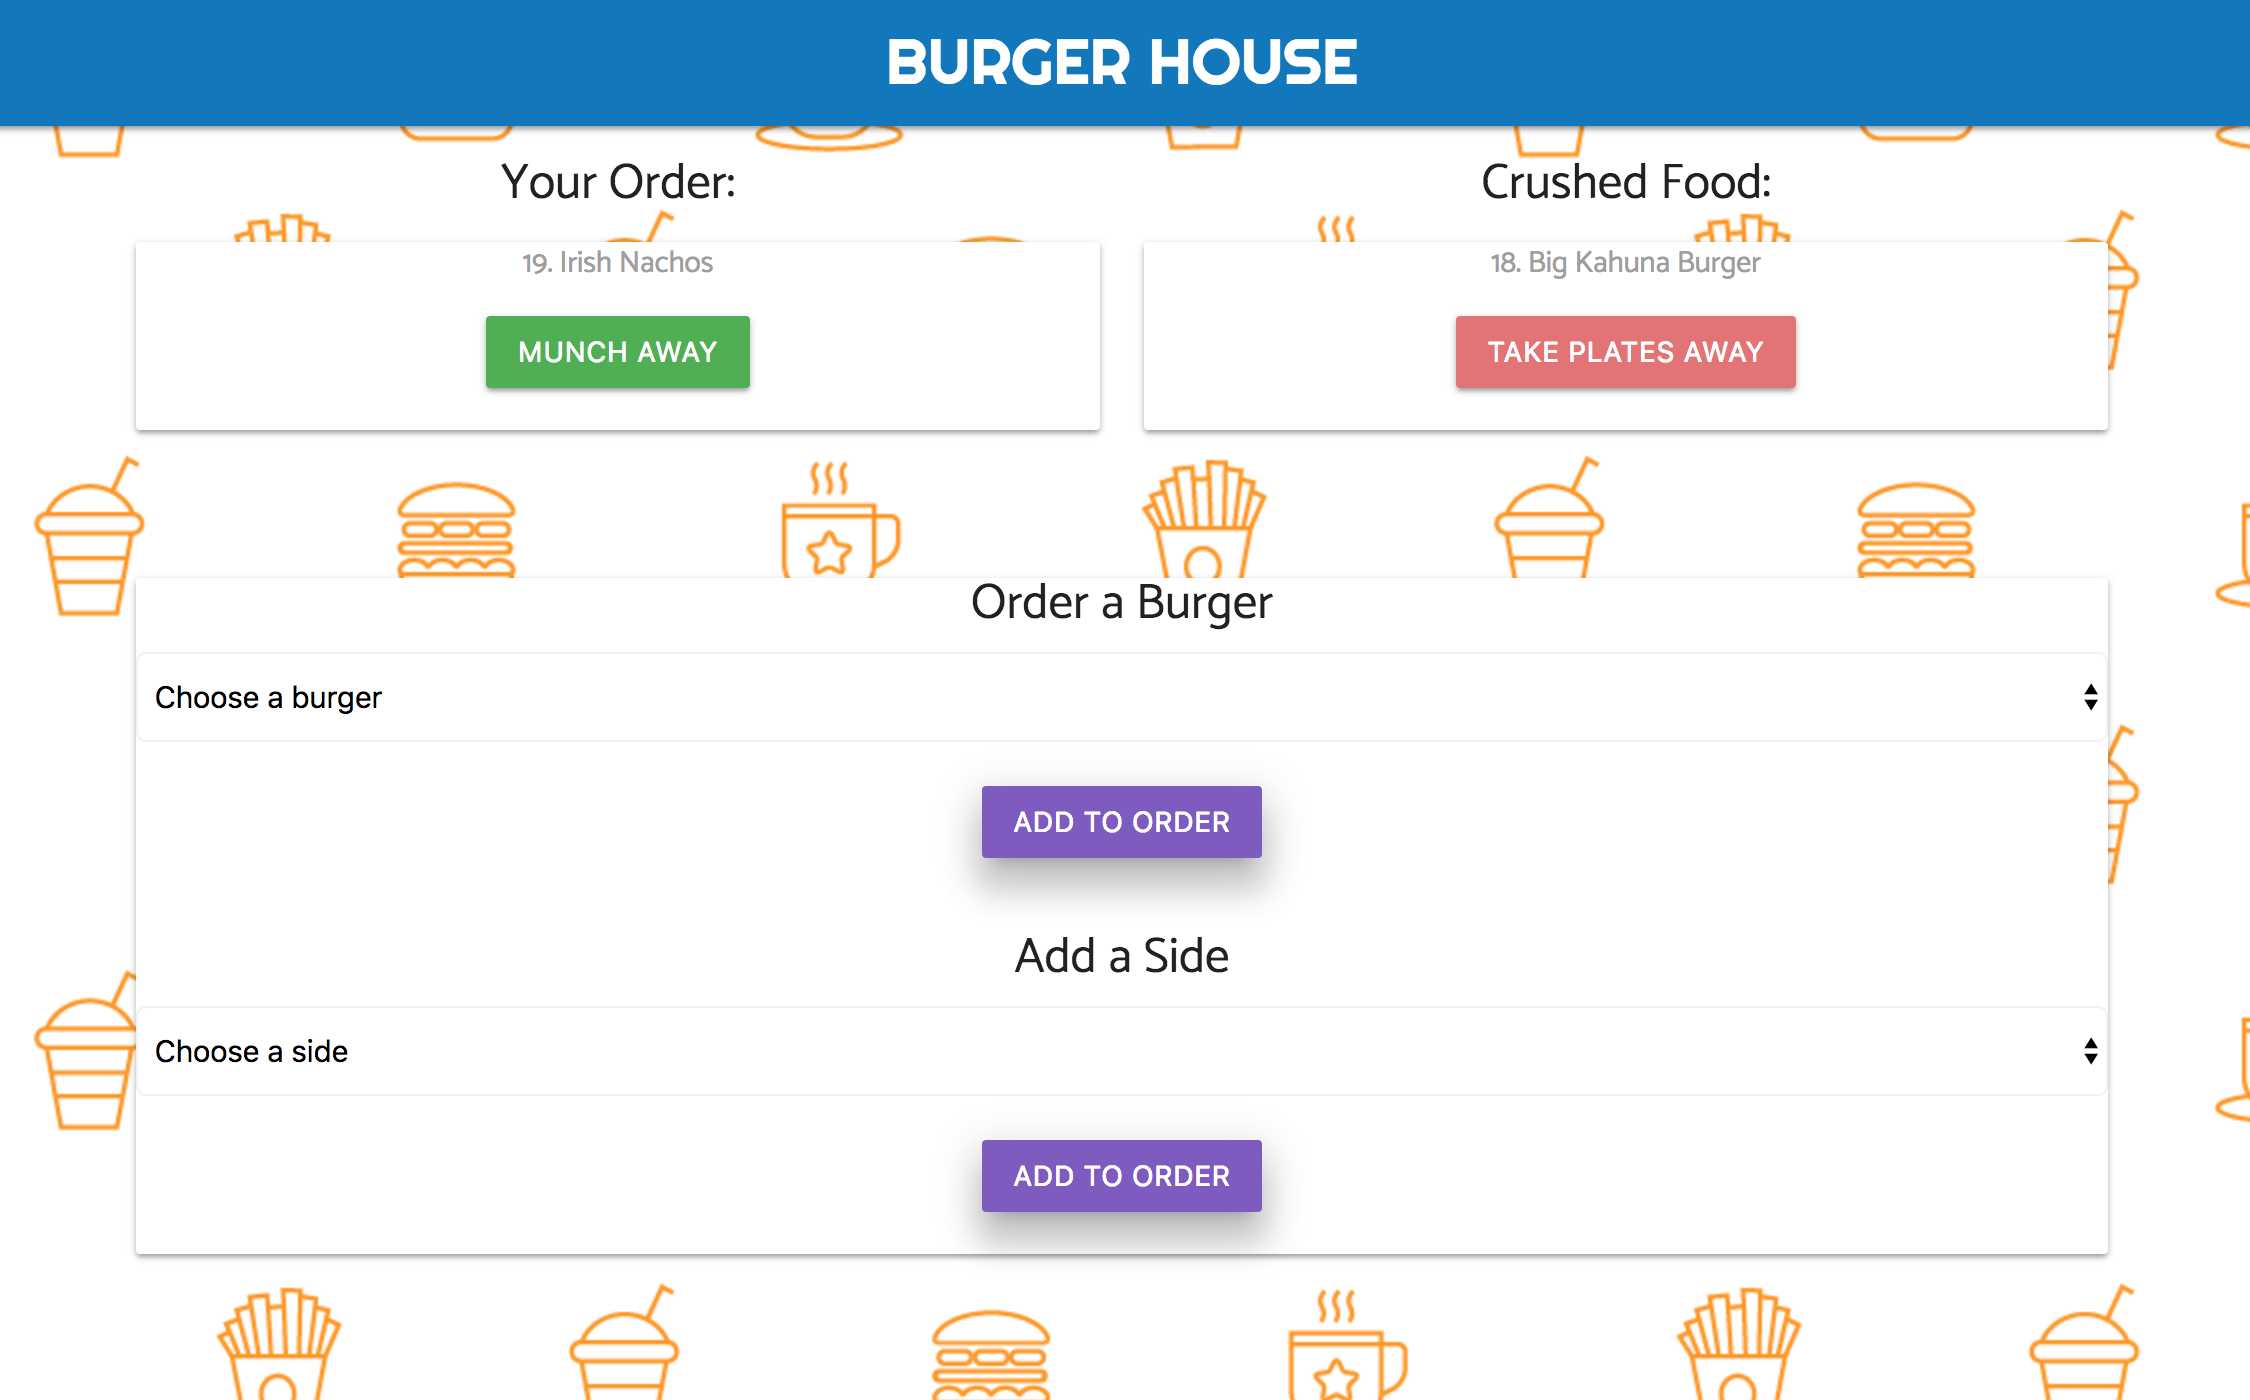 BURGER HOUSE
Your Order:
19. Irish Nachos
MUNCH AWAY
Crushed Food:
18. Big Kahuna Burger
TAKE PLATES AWAY
Order a Burger
Choose a burger
ADD TO ORDER
Add a Side
Choose a side
ADD TO ORDER